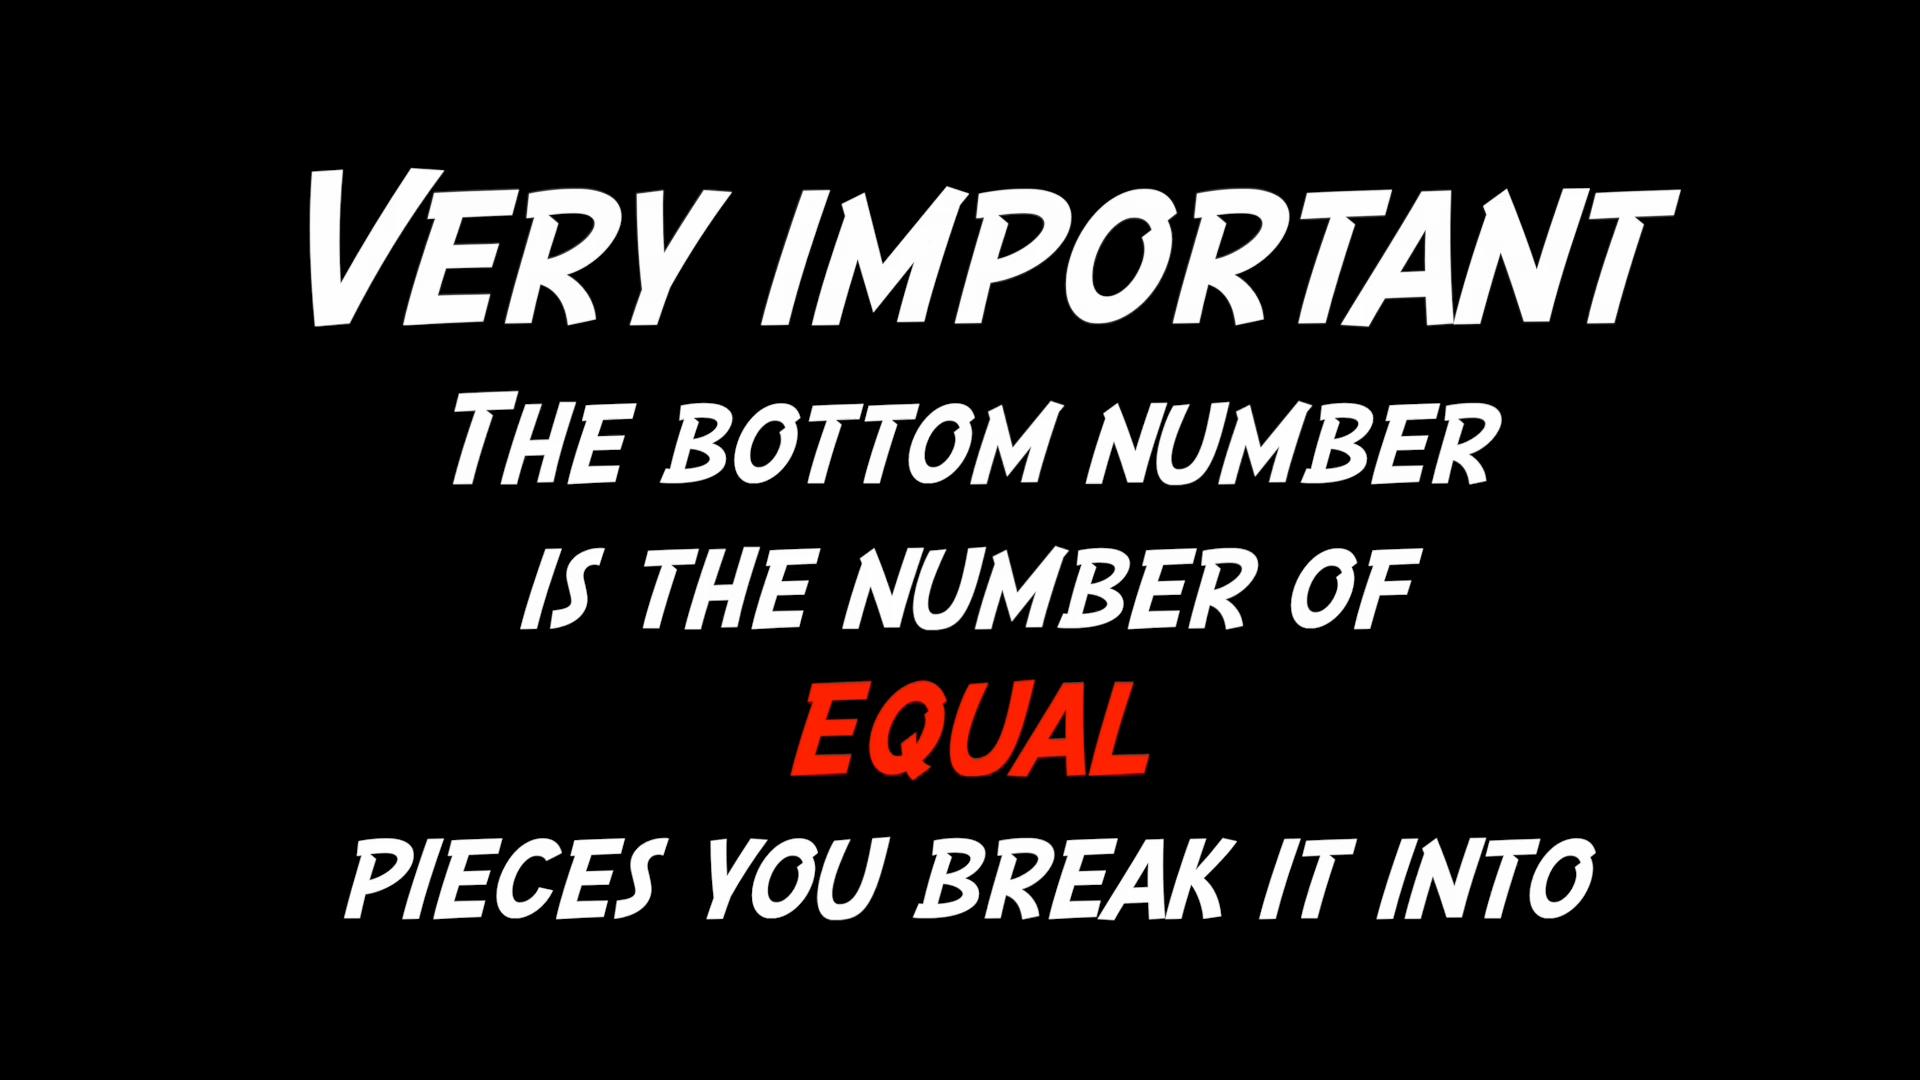 Very important
The bottom number
is the number of
EQUAL
pieces you break it into